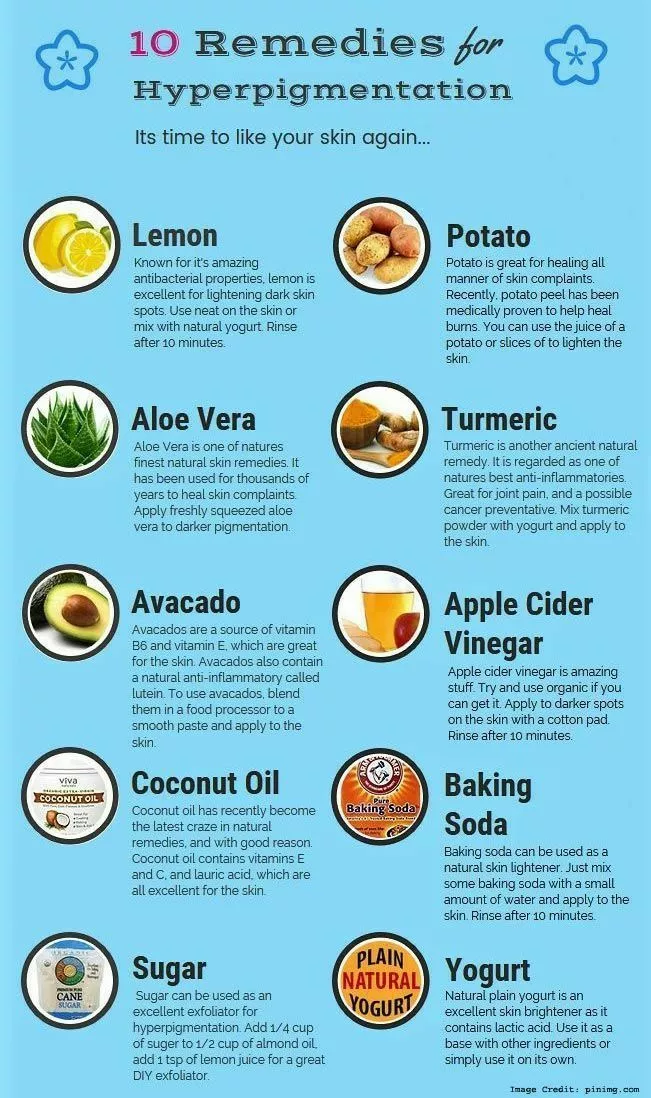 10 Remedies for
Hyperpigmentation
Its time to like your skin again...
Lemon
Known for it's amazing
antibacterial properties, lemon is
excellent for lightening dark skin
spots. Use neat on the skin or
mix with natural yogurt. Rinse
after 10 minutes.
Potato
Potato is great for healing all
manner of skin complaints.
Recently, potato peel has been
medically proven to help heal
burns. You can use the juice of a
potato or slices of to lighten the
skin.
Aloe Vera
Aloe Vera is one of natures
finest natural skin remedies. It
has been used for thousands of
years to heal skin complaints.
Apply freshly squeezed aloe
vera to darker pigmentation.
Turmeric
Turmeric is another ancient natural
remedy. It is regarded as one of
natures best anti-inflammatories.
Great for joint pain, and a possible
cancer preventative. Mix turmeric
powder with yogurt and apply to
the skin.
Avacado
Avacados are a source of vitamin
B6 and vitamin E, which are great
for the skin. Avacados also contain
a natural anti-inflammatory called
lutein. To use avacados, blend
them in a food processor to a
smooth paste and apply to the
skin.
Apple Cider
Vinegar
Apple cider vinegar is amazing
stuff. Try and use organic if you
can get it. Apply to darker spots
on the skin with a cotton pad.
Rinse after 10 minutes.
viva
COCONUT OIL
Coconut Oil
Coconut oil has recently become
the latest craze in natural
remedies, and with good reason.
Coconut oil contains vitamins E
and C, and lauric acid, which are
all excellent for the skin.
Pure
Baking Soda
Baking
Soda
Baking soda can be used as a
natural skin lightener. Just mix
some baking soda with a small
amount of water and apply to the
skin. Rinse after 10 minutes.
ORGANIC
CANE
SUGAR
Sugar
Sugar can be used as an
excellent exfoliator for
hyperpigmentation. Add 1/4 cup
of suger to 1/2 cup of almond oil,
add 1 tsp of lemon juice for a great
DIY exfoliator.
PLAIN
NATURAL
YOGURT
Yogurt
Natural plain yogurt is an
excellent skin brightener as it
contains lactic acid. Use it as a
base with other ingredients or
simply use it on its own.
Image Credit: pinimg.com